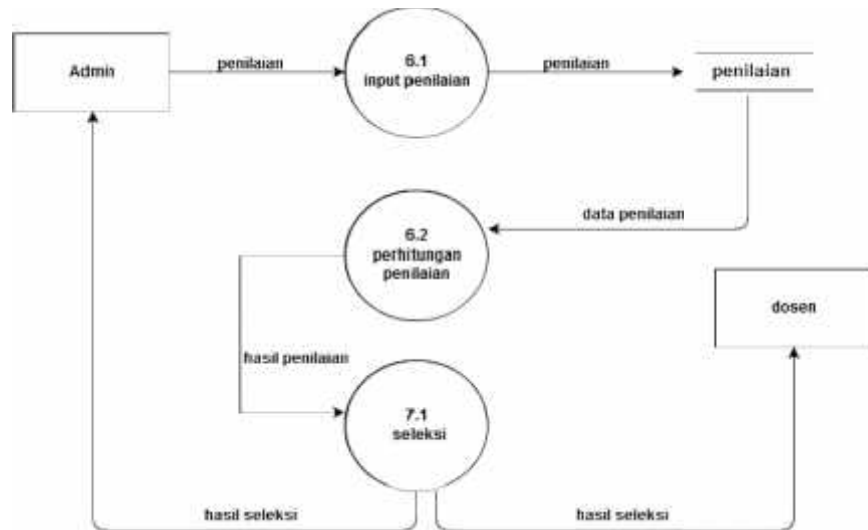 Admin
penilaian
6.1
input penilaian
penilaian
penilaian
data penilaian
6.2
perhitungan
penilaian
dosen
hasil penilaian
7.1
seleksi
hasil seleksi
hasil seleksi